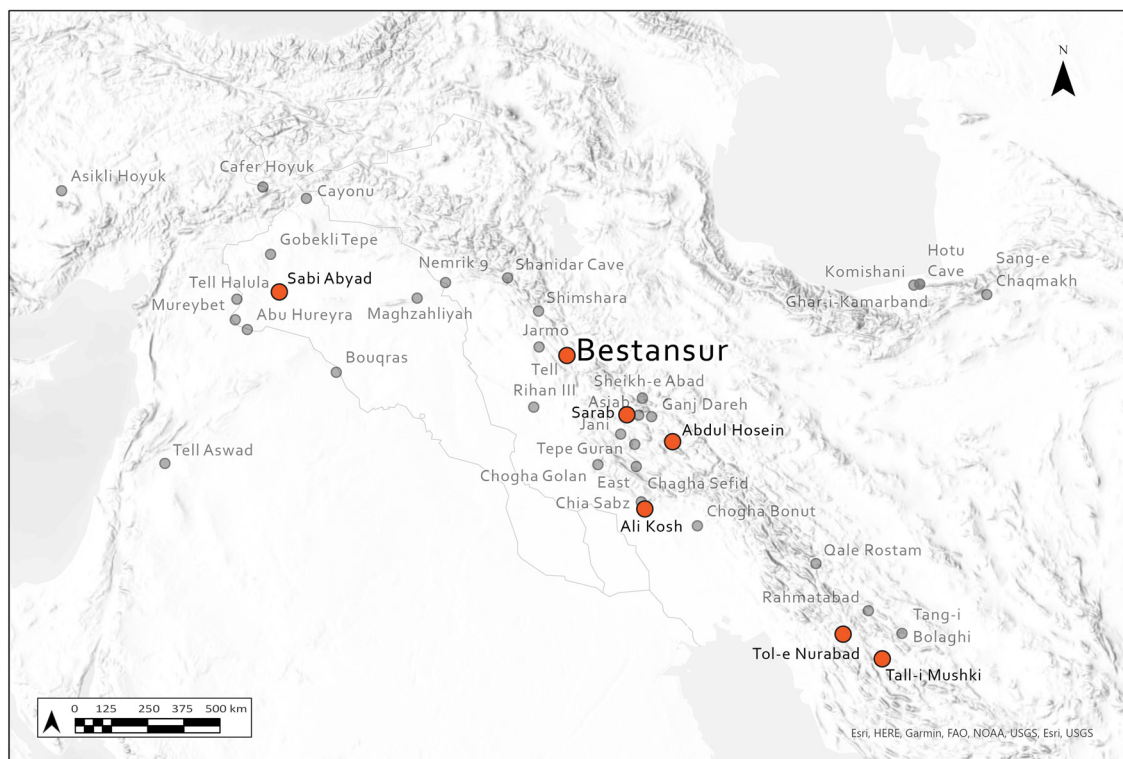 N
Cafer Hoyuk
Asikli Hoyuk
Cayonu
Gobekli Tepe
Hotu
Cave
Sang-e
Chaqmakh
Komishani
Nemrik 9
Shanidar Cave
Tell Halula
Sabi Abyad
Ghar-i-Kamarband
Shimshara
Mureybet
Abu Hureyra
Maghzahliyah
Jarmo
Bestansur
Bouqras
Tell
Rihan III
Sheikh-e Abad
Asiab
Ganj Dareh
Sarab
Jani
Abdul Hosein
Tell Aswad
Tepe Guran
Chogha Golan
East
Chia Sabz
Chagha Sefid
Ali Kosh
Chogha Bonut
Qale Rostam
Rahmatabad
Tang-i
Bolaghi
Tol-e Nurabad
Tall-i Mushki
0 125 250 375 500 km
Esri, HERE, Garmin, FAO, NOAA, USGS, Esri, USGS